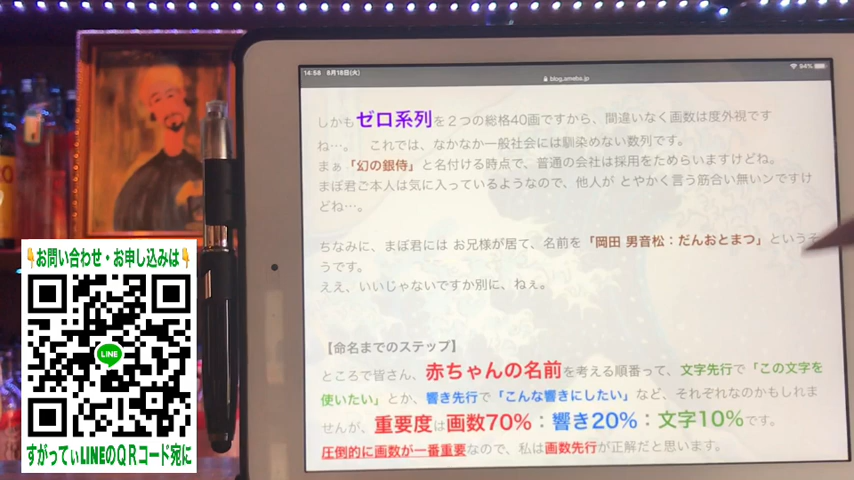 14:58 8月18日(火)
blog.ameba.jp
94%
しかもゼロ系列を２つの総格40画ですから、間違いなく画数は度外視です
ね…。 これでは、なかなか一般社会には馴染めない数列です。
まぁ「幻の銀侍」と名付ける時点で、普通の会社は採用をためらいますけどね。
まぼ君ご本人は気に入っているようなので、他人が とやかく言う筋合い無いンですけ
どね…。
ちなみに、まぼ君には お兄様が居て、名前を「岡田 男音松：だんおとまつ」というそ
うです。
ええ、いいじゃないですか別に、ねぇ。
【命名までのステップ】
ところで皆さん、赤ちゃんの名前を考える順番って、文字先行で「この文字を
使いたい」とか、響き先行で「こんな響きにしたい」など、それぞれなのかもしれま
せんが、重要度は画数70%：響き20%：文字10%です。
圧倒的に画数が一番重要なので、私は画数先行が正解だと思います。
お問い合わせ・お申し込みは
LINE
すがってぃLINEのＱＲコード宛に